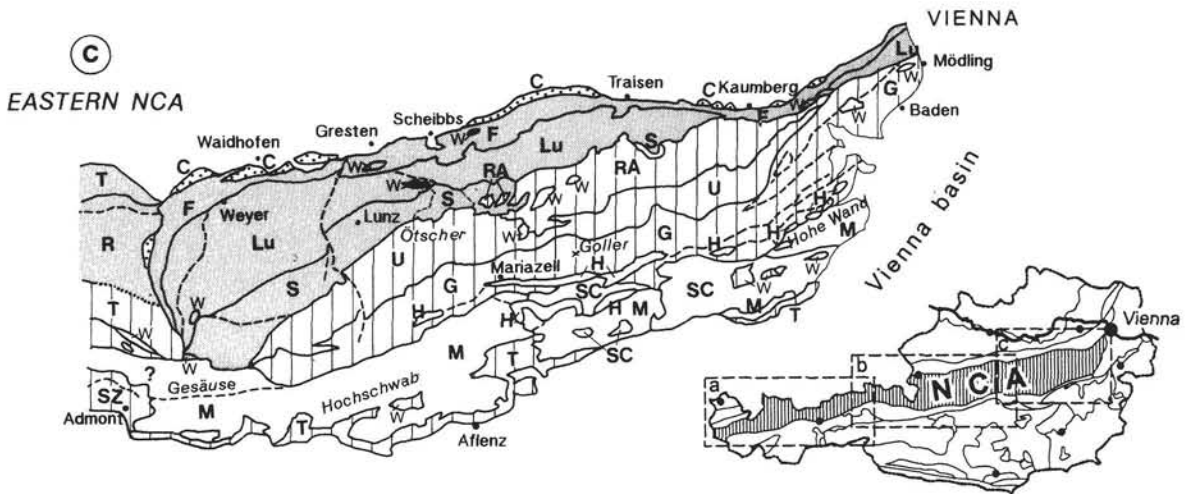 C
EASTERN NCA
VIENNA
Lu
Mödling
W
G
Baden
C
Kaumberg
W
F
W
Traisen
C
Scheibbs
Gresten
Waidhofen
C
C
W
F
Lu
S
RA
RA
W
W
T
F
Weyer
W
W
S
Lunz
W
U
H
R
Lu
Ötscher
W
Goller
G
H
H
Hohe Wand
M
S
U
Mariazell
H
T
W
W
G
H
SC
H
M
SC
W
M
W
T
W
?
Gesäuse
H
M
T
SC
SZ
M
Hochschwab
Admont
T
W
Aflenz
Vienna basin
Vienna
a
b
c
N C A